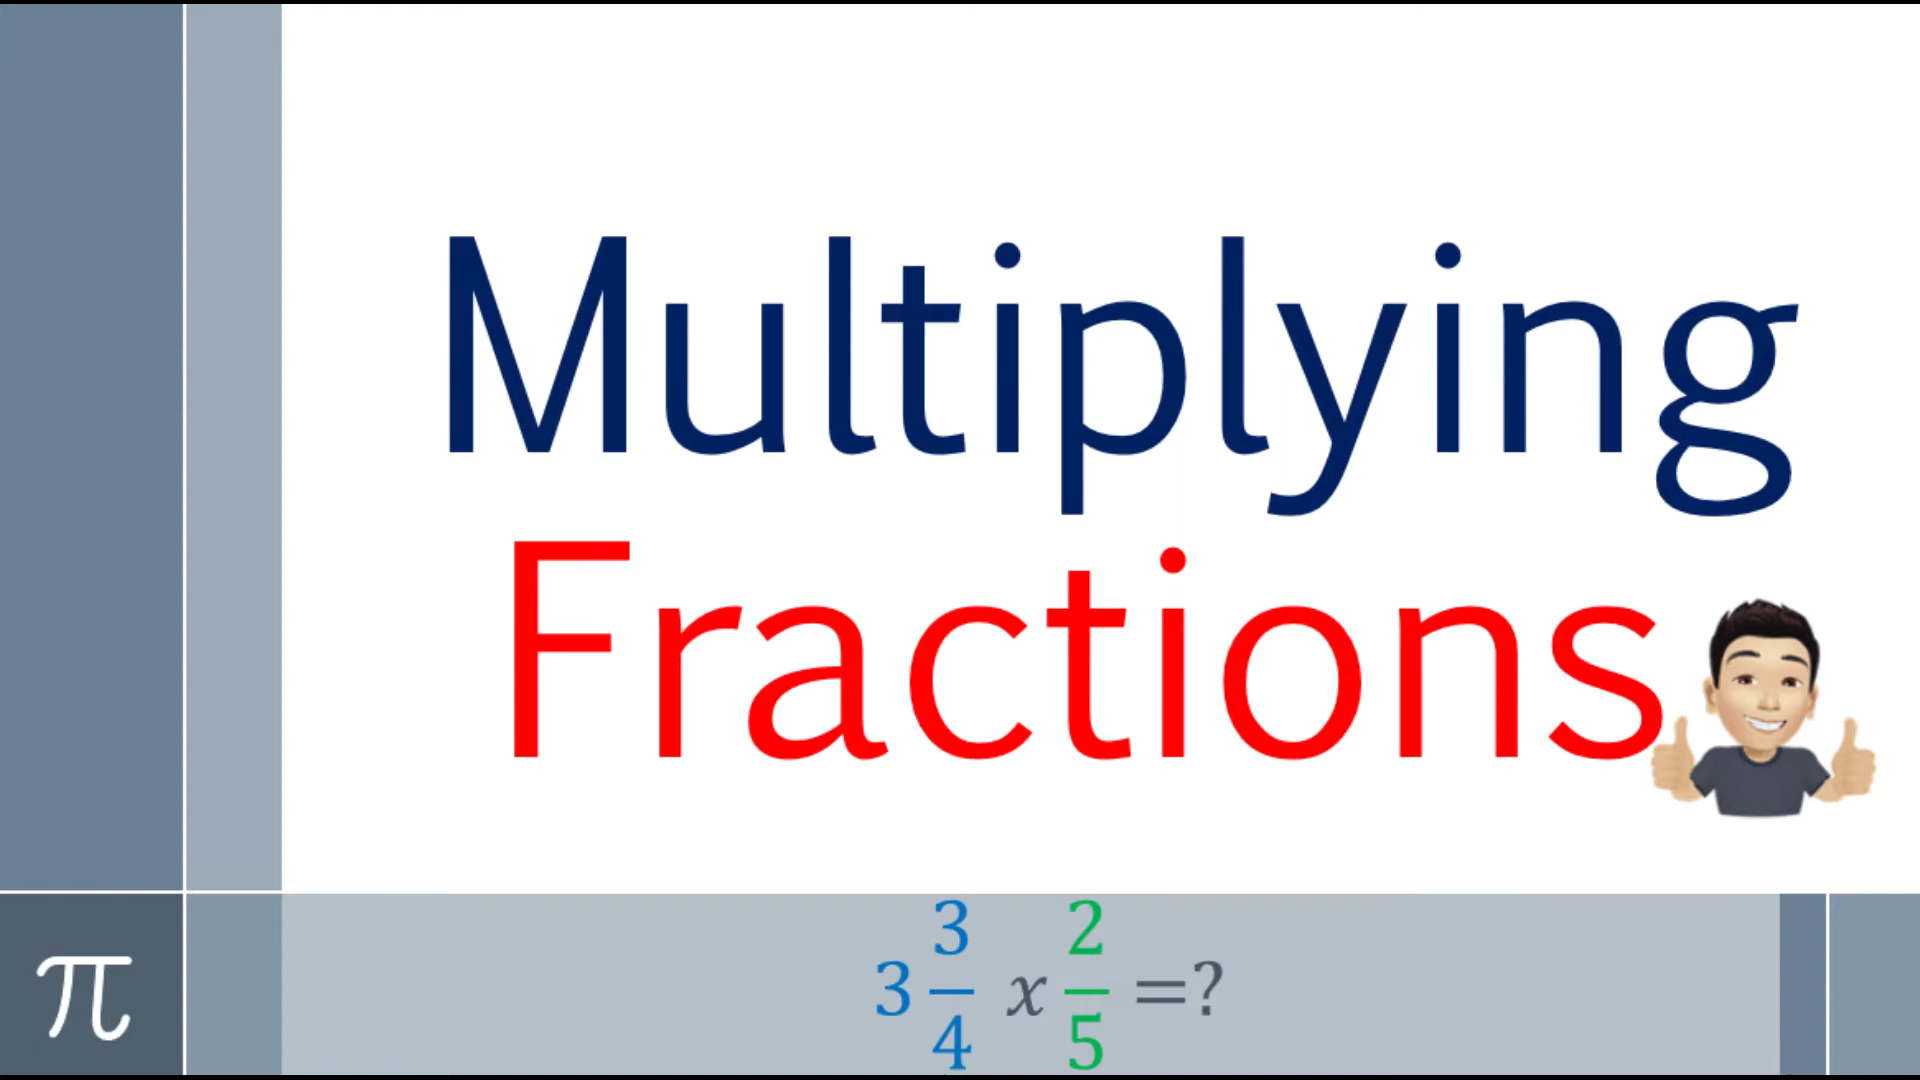 Multiplying
Fractions
π
3 3/4 x 2/5 =?